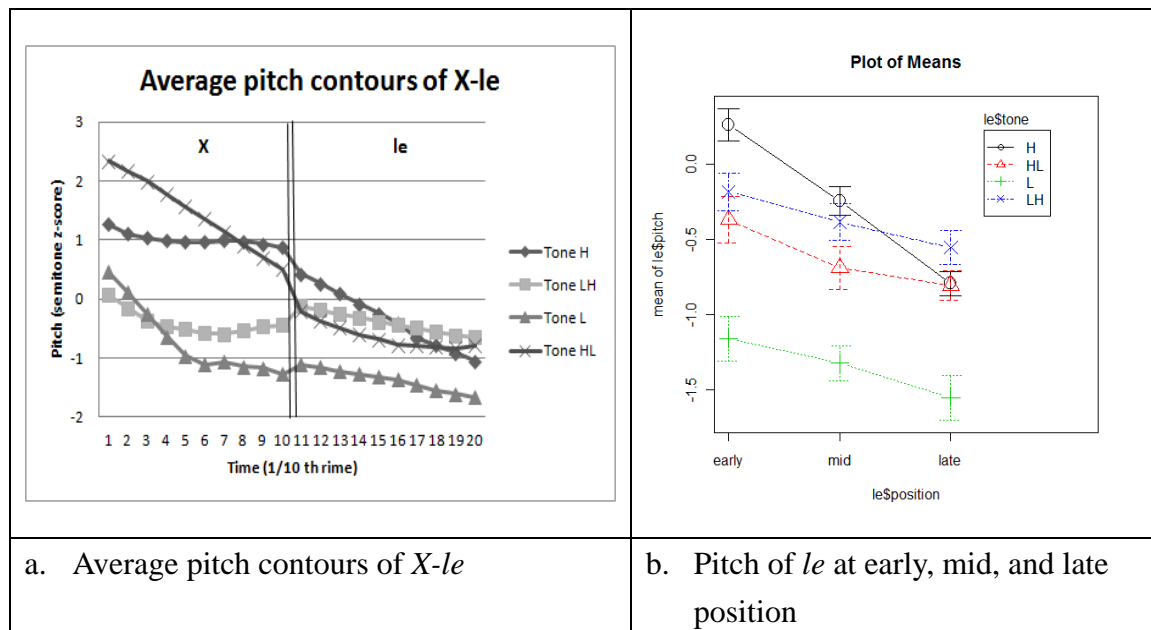 Average pitch contours of X-le
Pitch (semitone z-score)
3
2
1
0
-1
-2
X
le
1 2 3 4 5 6 7 8 9 10 11 12 13 14 15 16 17 18 19 20
Time (1/10 th rime)
Tone H
Tone LH
Tone L
Tone HL
Plot of Means
mean of le$pitch
0.0
-0.5
-1.0
-1.5
le$tone
H
HL
L
LH
early mid late
le$position
a. Average pitch contours of X-le
b. Pitch of le at early, mid, and late
position